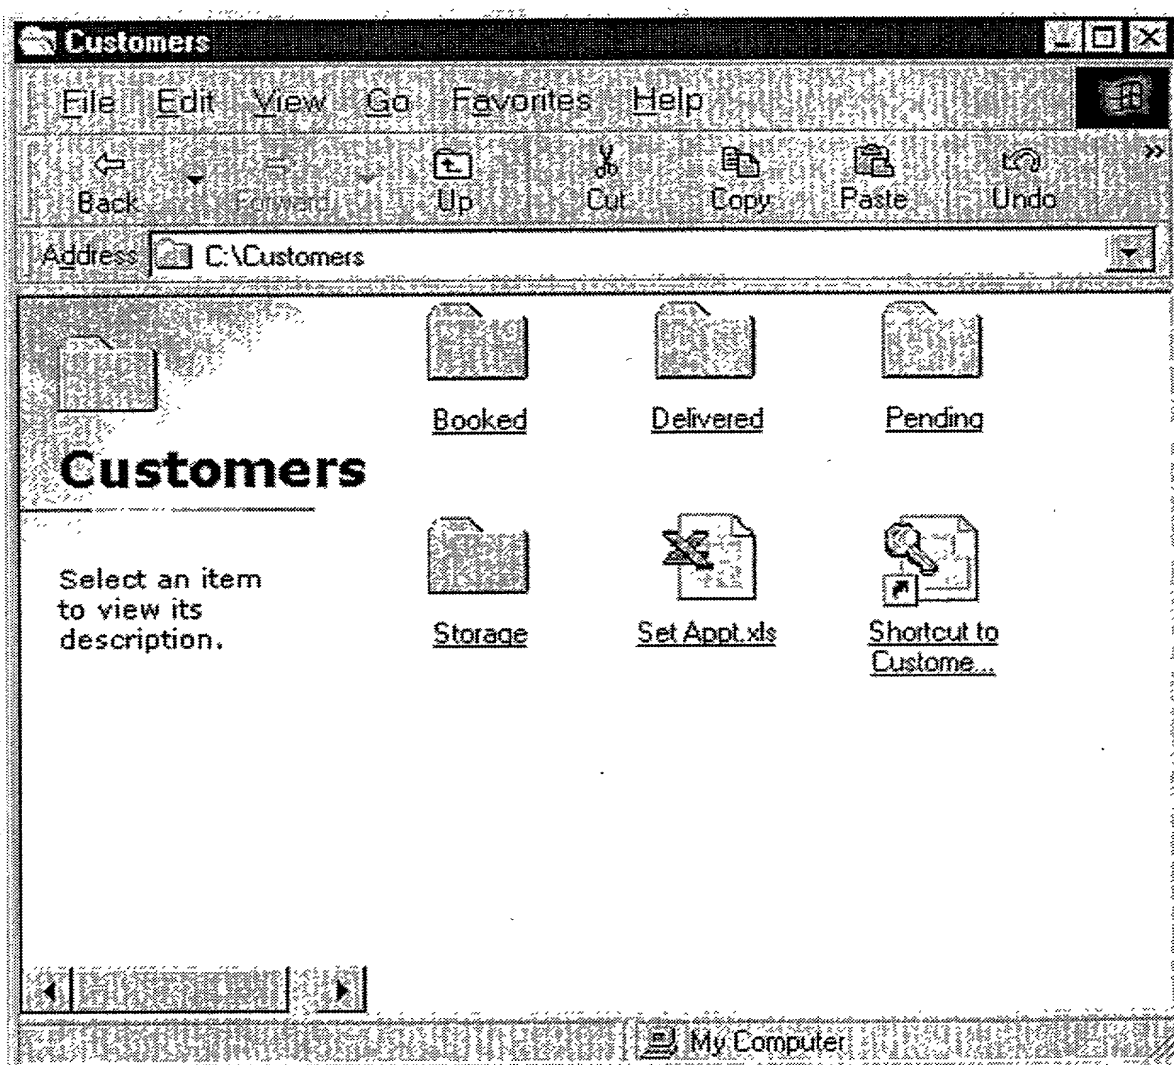 Customers
File Edit View Go Favorites Help
Back Forward Up Cut Copy Paste Undo »
Address C:\Customers
Booked Delivered Pending
Customers
Select an item
to view its
description.
Storage Set Appt.xls Shortcut to
Custome...
My Computer